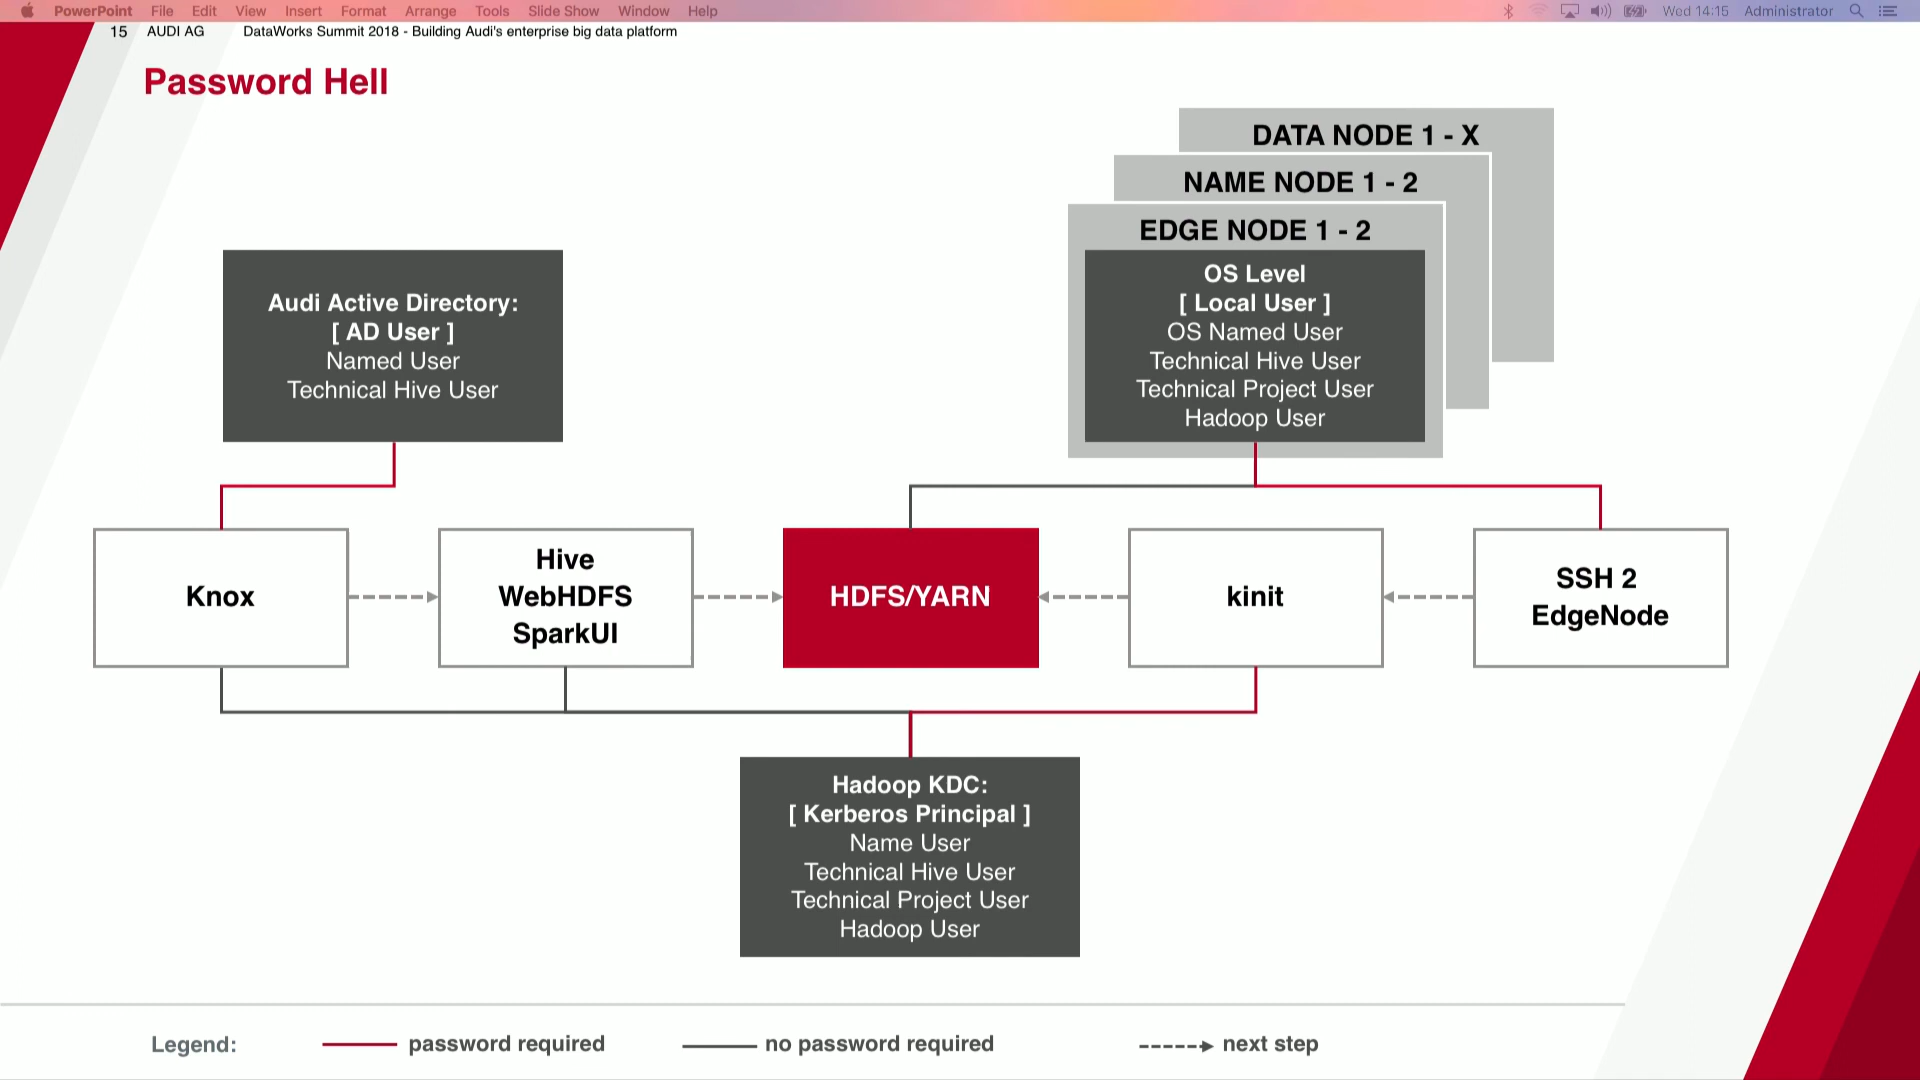 PowerPoint File Edit View Insert Format Arrange Tools Slide Show Window Help Wed 14:15 Administrator
15 AUDI AG DataWorks Summit 2018 - Building Audi's enterprise big data platform
Password Hell
DATA NODE 1 - X
NAME NODE 1 - 2
EDGE NODE 1 - 2
OS Level
[ Local User ]
OS Named User
Technical Hive User
Technical Project User
Hadoop User
Audi Active Directory:
[ AD User ]
Named User
Technical Hive User
Knox
Hive
WebHDFS
SparkUI
HDFS/YARN
kinit
SSH 2
EdgeNode
Hadoop KDC:
[ Kerberos Principal ]
Name User
Technical Hive User
Technical Project User
Hadoop User
Legend: password required no password required next step